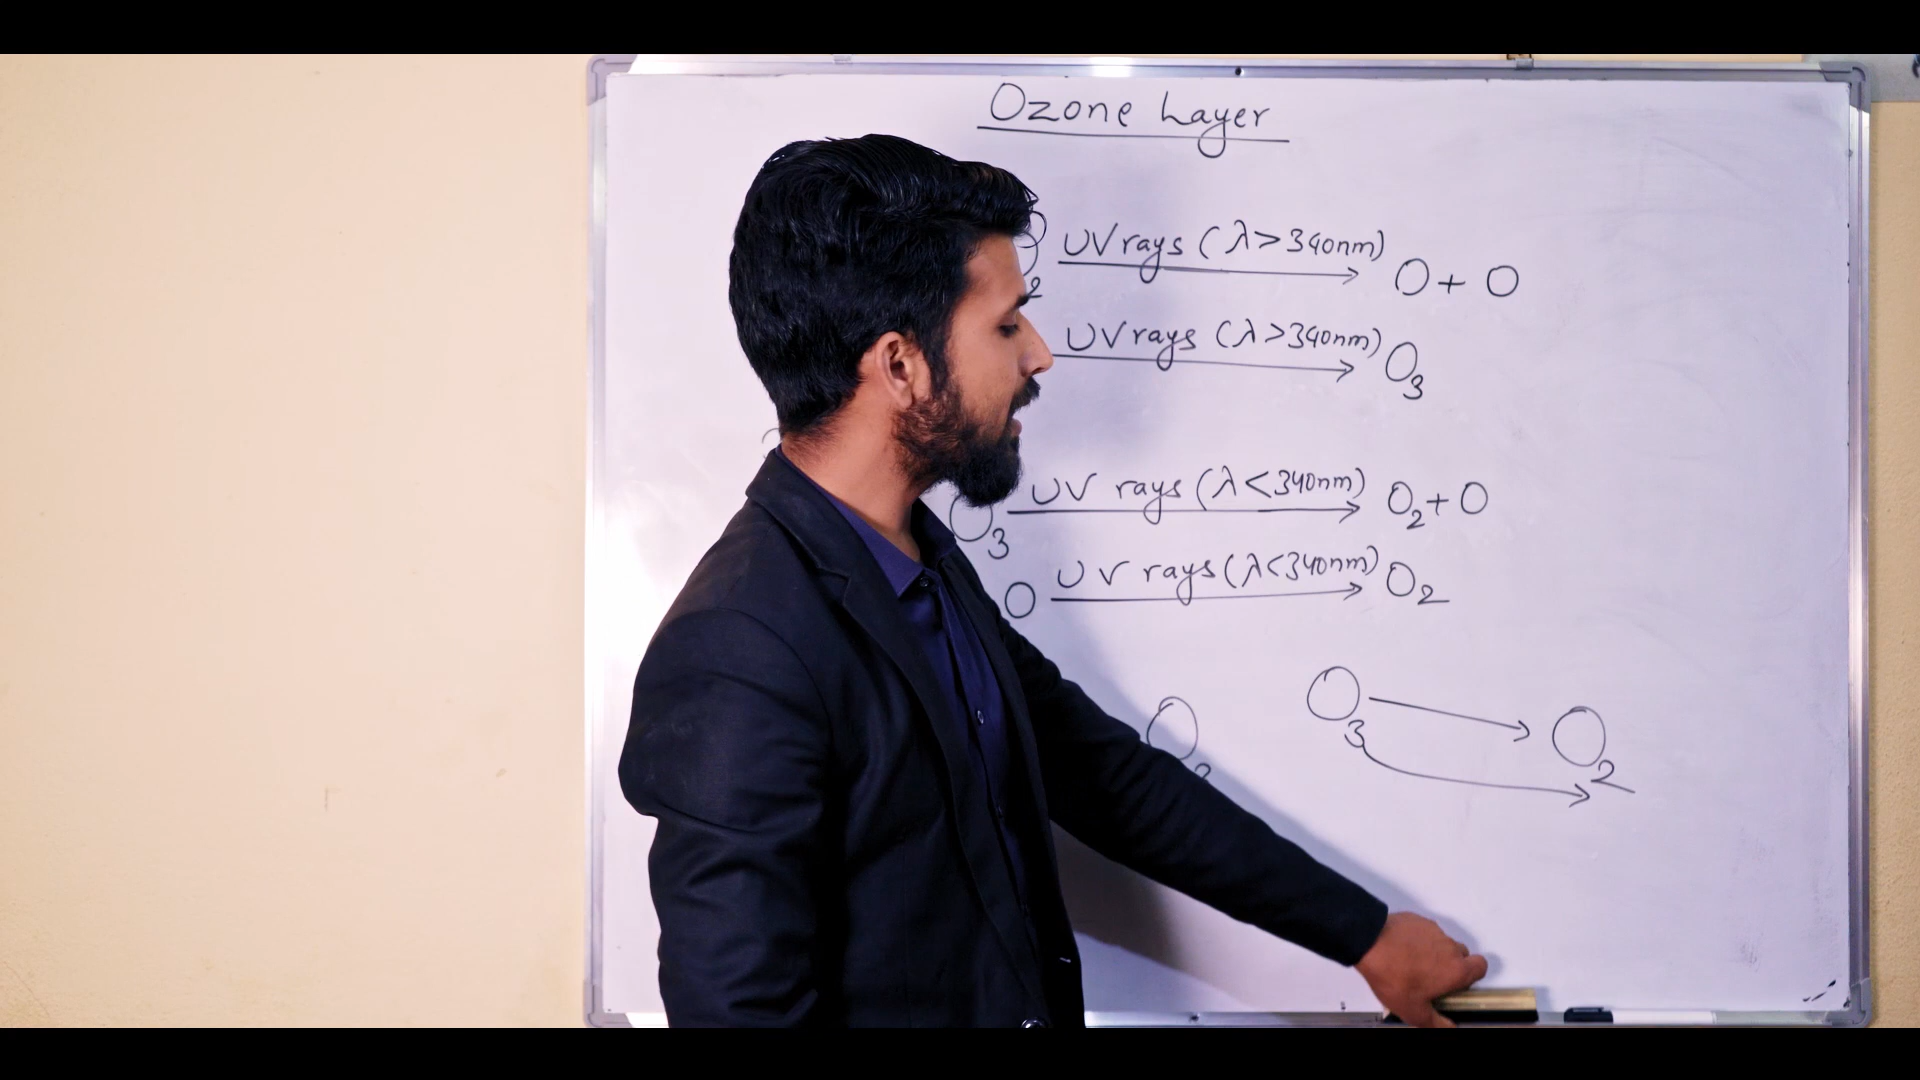 Ozone Layer
2 UV rays (λ>340nm) O + O
UV rays (λ>340nm) O3
O3 UV rays (λ<340nm) O2 + O
O UV rays (λ<340nm) O2
O3 O2
O